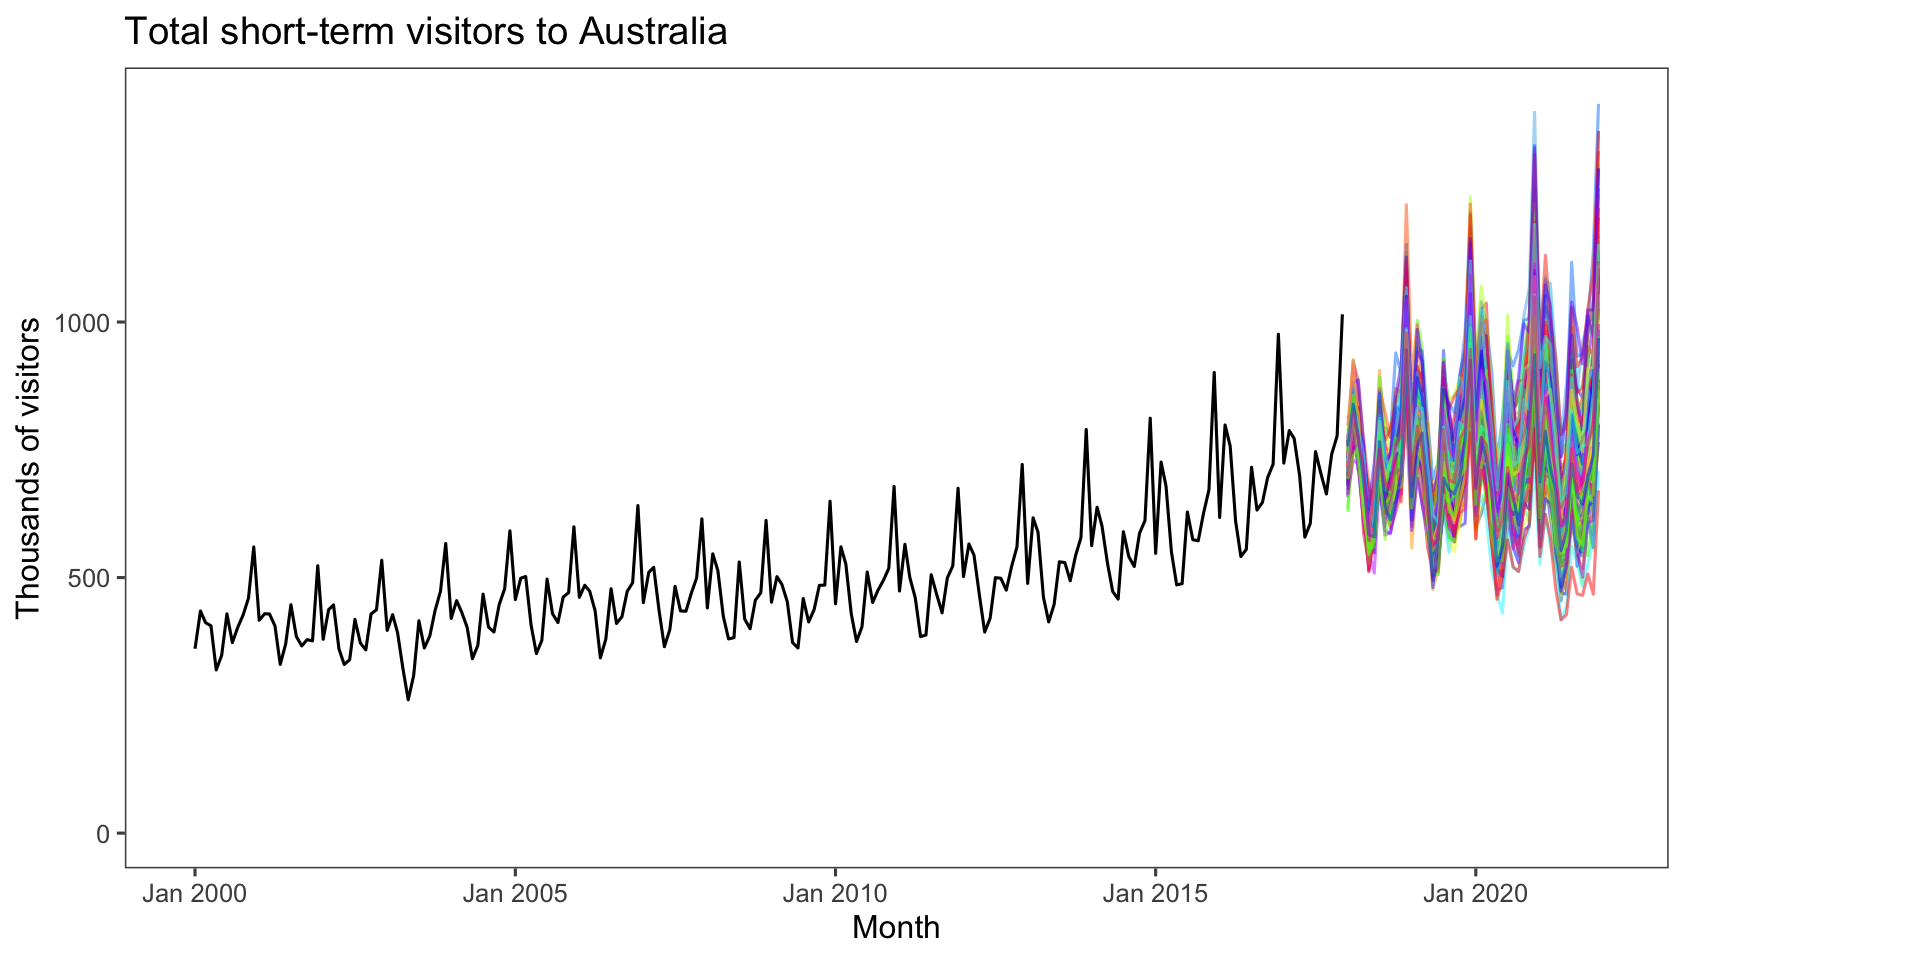 Total short-term visitors to Australia
Thousands of visitors
1000
500
0
Jan 2000
Jan 2005
Jan 2010
Jan 2015
Jan 2020
Month